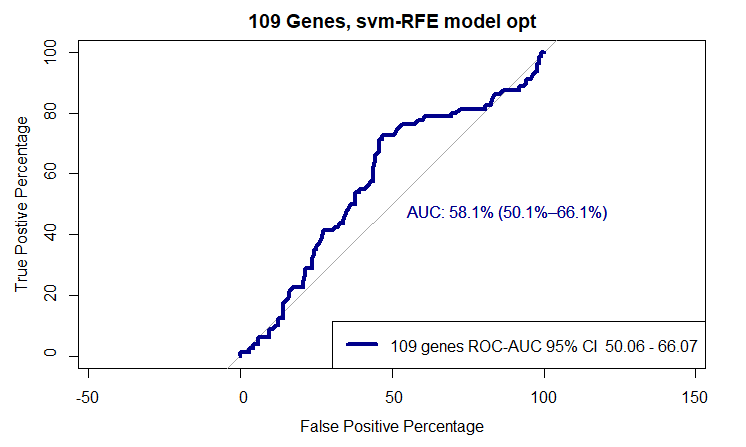 109 Genes, svm-RFE model opt
True Postive Percentage
100
80
60
40
20
0
AUC: 58.1% (50.1%–66.1%)
109 genes ROC-AUC 95% CI 50.06 - 66.07
-50
0
50
100
150
False Positive Percentage